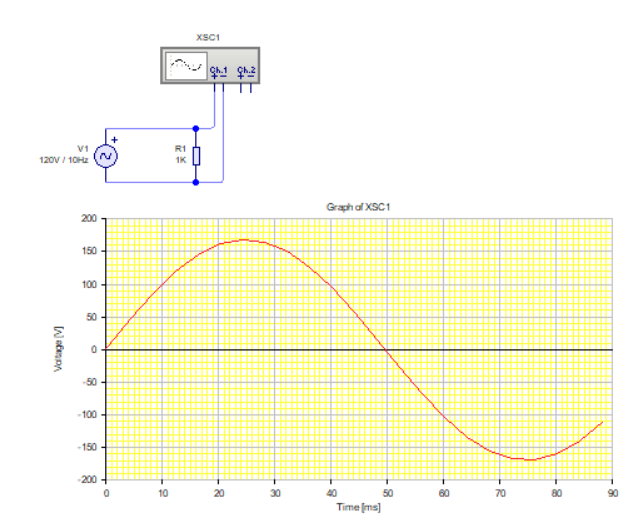 XSC1
Ch.1 Ch.2
+ − + −
+
V1
120V / 10Hz
R1
1K
Graph of XSC1
Voltage [V]
200
150
100
50
0
-50
-100
-150
-200
0 10 20 30 40 50 60 70 80 90
Time [ms]